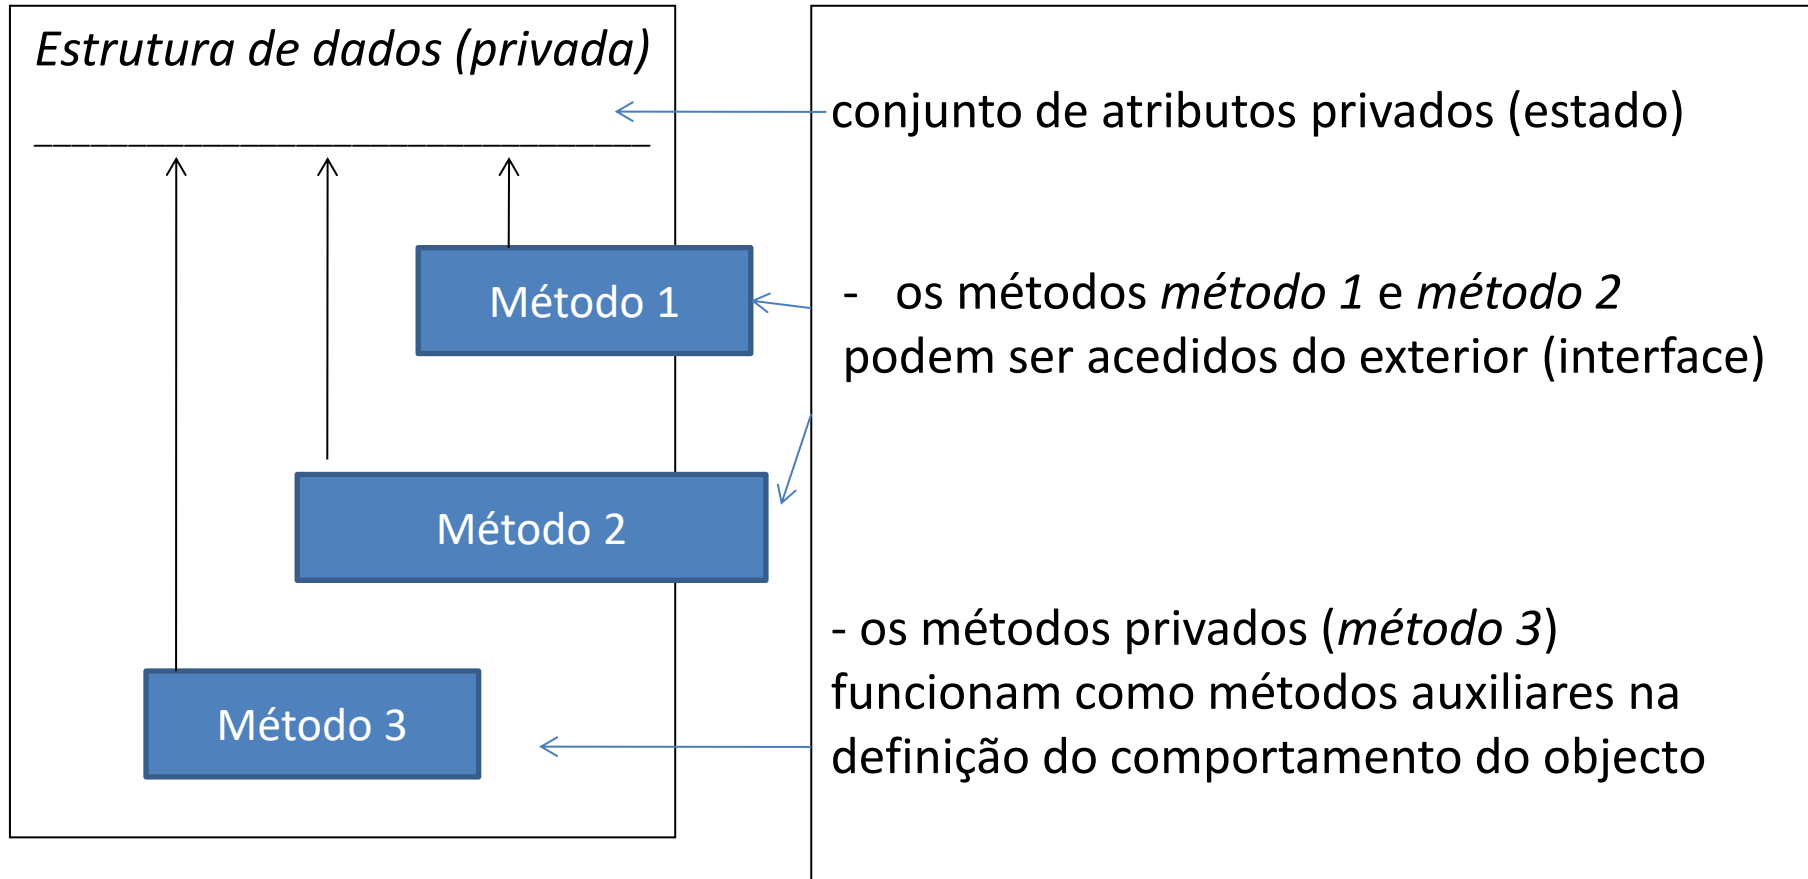 Estrutura de dados (privada)
conjunto de atributos privados (estado)
Método 1
- os métodos método 1 e método 2
podem ser acedidos do exterior (interface)
Método 2
- os métodos privados (método 3)
funcionam como métodos auxiliares na
definição do comportamento do objecto
Método 3